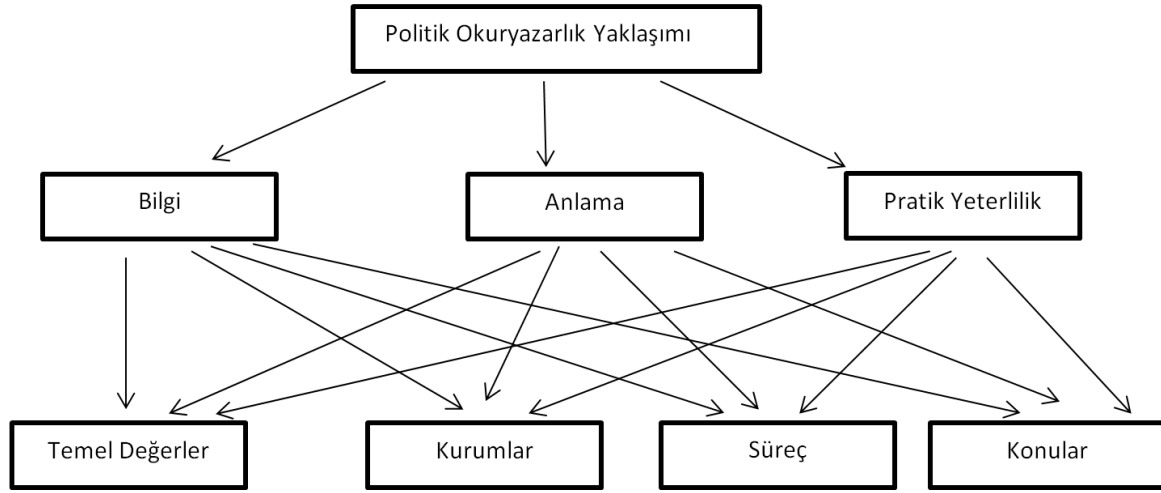 Politik Okuryazarlık Yaklaşımı
Bilgi
Anlama
Pratik Yeterlilik
Temel Değerler
Kurumlar
Süreç
Konular